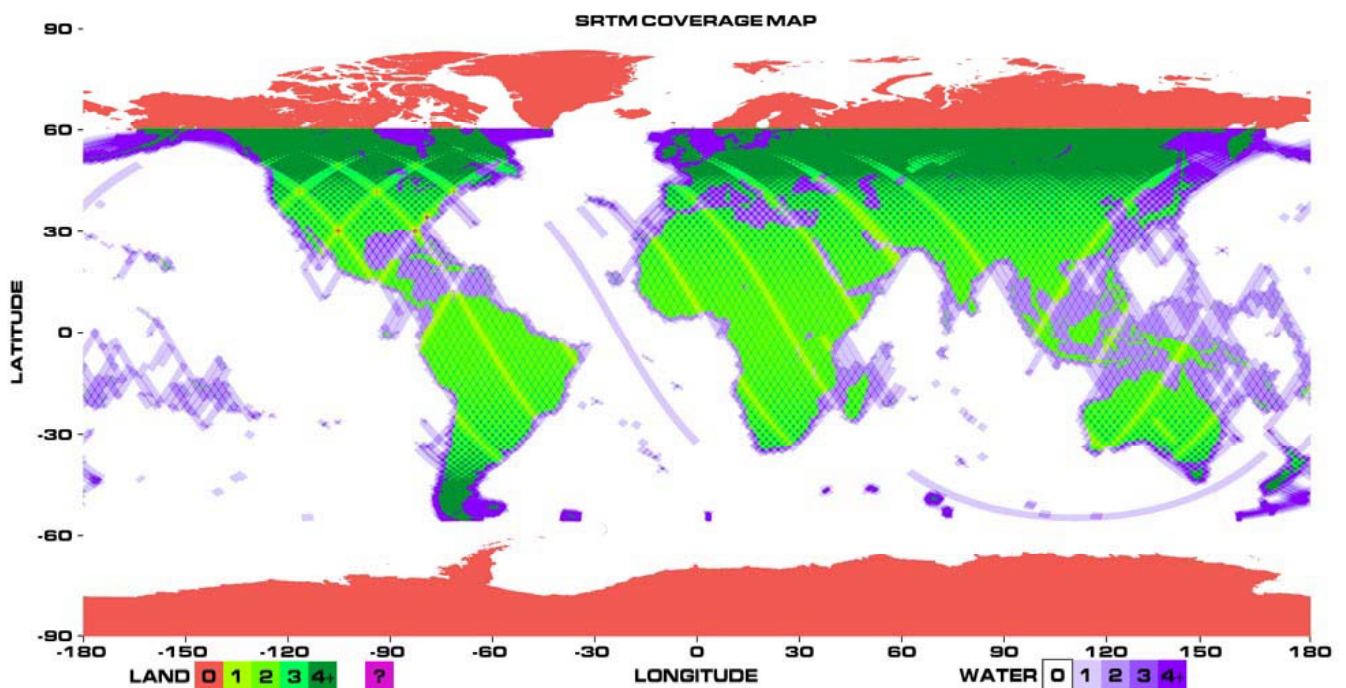 SRTM COVERAGE MAP
90
60
30
0
-30
-60
-90
LATITUDE
-180 -150 -120 -90 -60 -30 0 30 60 90 120 150 180
LAND 0 1 2 3 4+ ? LONGITUDE WATER 0 1 2 3 4+